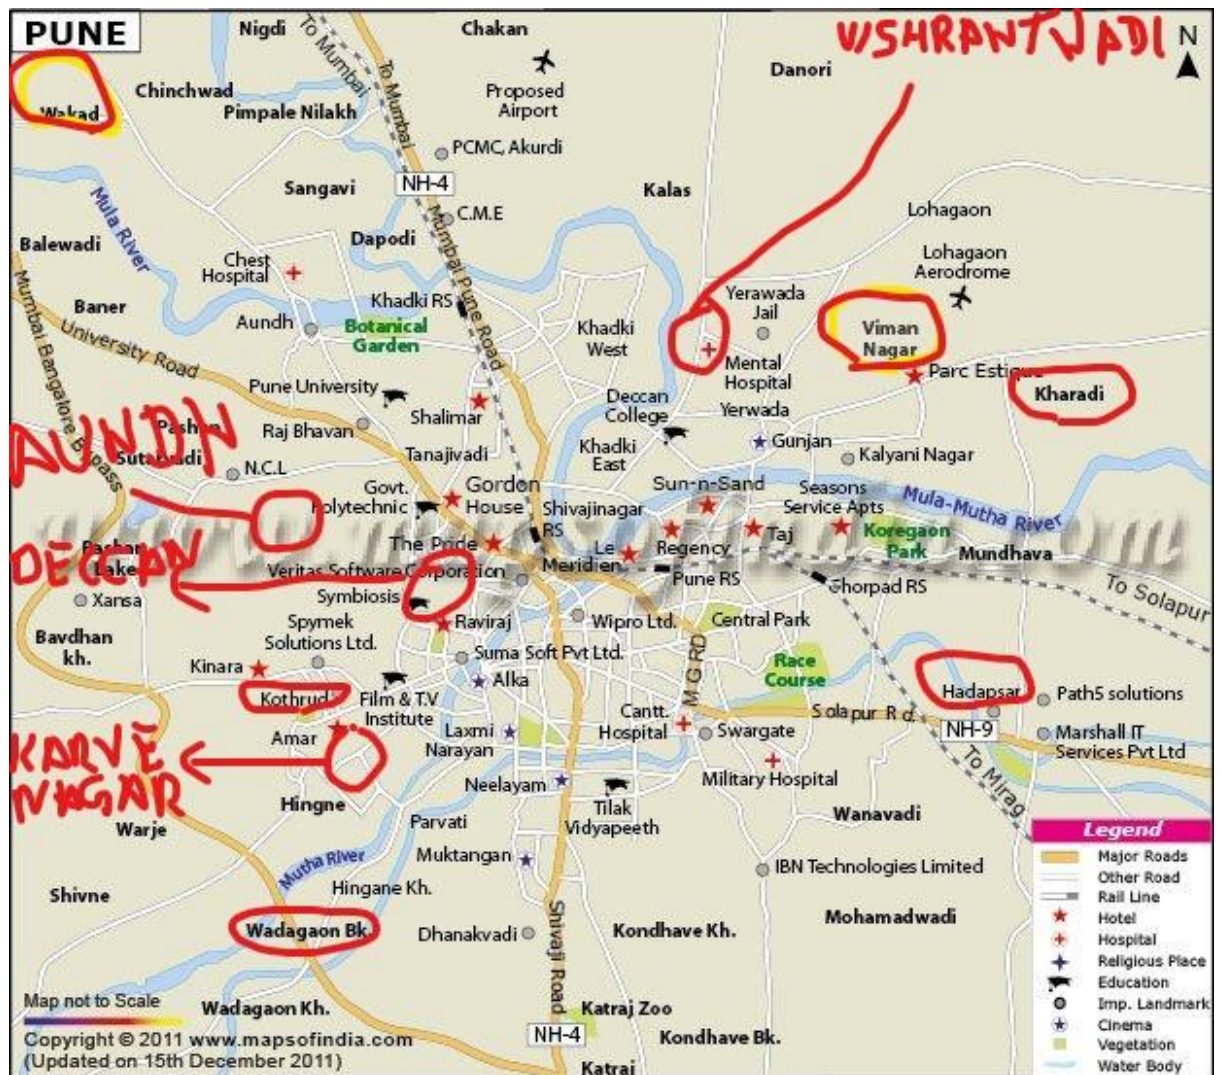 PUNE
VISHRANTWADI
N
Nigdi
To Mumbai
Chakan
To Mumbai
Danori
Wakad
Chinchwad
Pimple Nilakh
Proposed
Airport
PCMC, Akurdi
Sangavi
NH-4
Kalas
Mula River
C.M.E
Lohagaon
Balewadi
Dapodi
Mumbai Pune Road
Chest
Hospital
Lohagaon
Aerodrome
Mumbai Bangalore Bypass
Baner
Khadki RS
Yerawada
Jail
University Road
Aundh
Botanical
Garden
Khadki
West
Viman
Nagar
Mental
Hospital
Parc Estique
Pune University
Deccan
College
Kharadi
Shalimar
Yerwada
AUNDH
Pashan
Raj Bhavan
Khadki
East
Gunjan
Sutarvadi
N.C.L
Tanajivadi
Kalyani Nagar
Govt.
Polytechnic
Gordon
House
Shivajinagar
RS
Sun-n-Sand
Seasons
Service Apts
Mula-Mutha River
The Pride
Le
Meridien
Regency
Taj
Koregaon
Park
Mundhava
Pashan
Lake
DECCAN
Veritas Software Corporation
Pune RS
Ghorpad RS
To Solapur
Xansa
Symbiosis
Raviraj
Wipro Ltd.
Central Park
Bavdhan
kh.
Spymek
Solutions Ltd.
Suma Soft Pvt Ltd.
M G RD
Race
Course
Kinara
Alka
Hadapsar
Path5 solutions
Kothrud
Film & T.V
Institute
Cantt.
Hospital
Solapur Rd.
NH-9
Marshall IT
Services Pvt Ltd
Amar
Laxmi
Narayan
Swargate
KARVE
NAGAR
Neelayam
Military Hospital
To Mirag
Hingne
Tilak
Vidyapeeth
Warje
Parvati
Wanavadi
Mutha River
Muktangan
IBN Technologies Limited
Shivne
Hingane Kh.
Wadagaon Bk.
Dhanakvadi
Shivaji Road
Kondhave Kh.
Mohamadwadi
Wadagaon Kh.
Katraj Zoo
NH-4
Kondhave Bk.
Katraj
Map not to Scale
Copyright © 2011 www.mapsofindia.com
(Updated on 15th December 2011)
Legend
Major Roads
Other Road
Rail Line
Hotel
Hospital
Religious Place
Education
Imp. Landmark
Cinema
Vegetation
Water Body